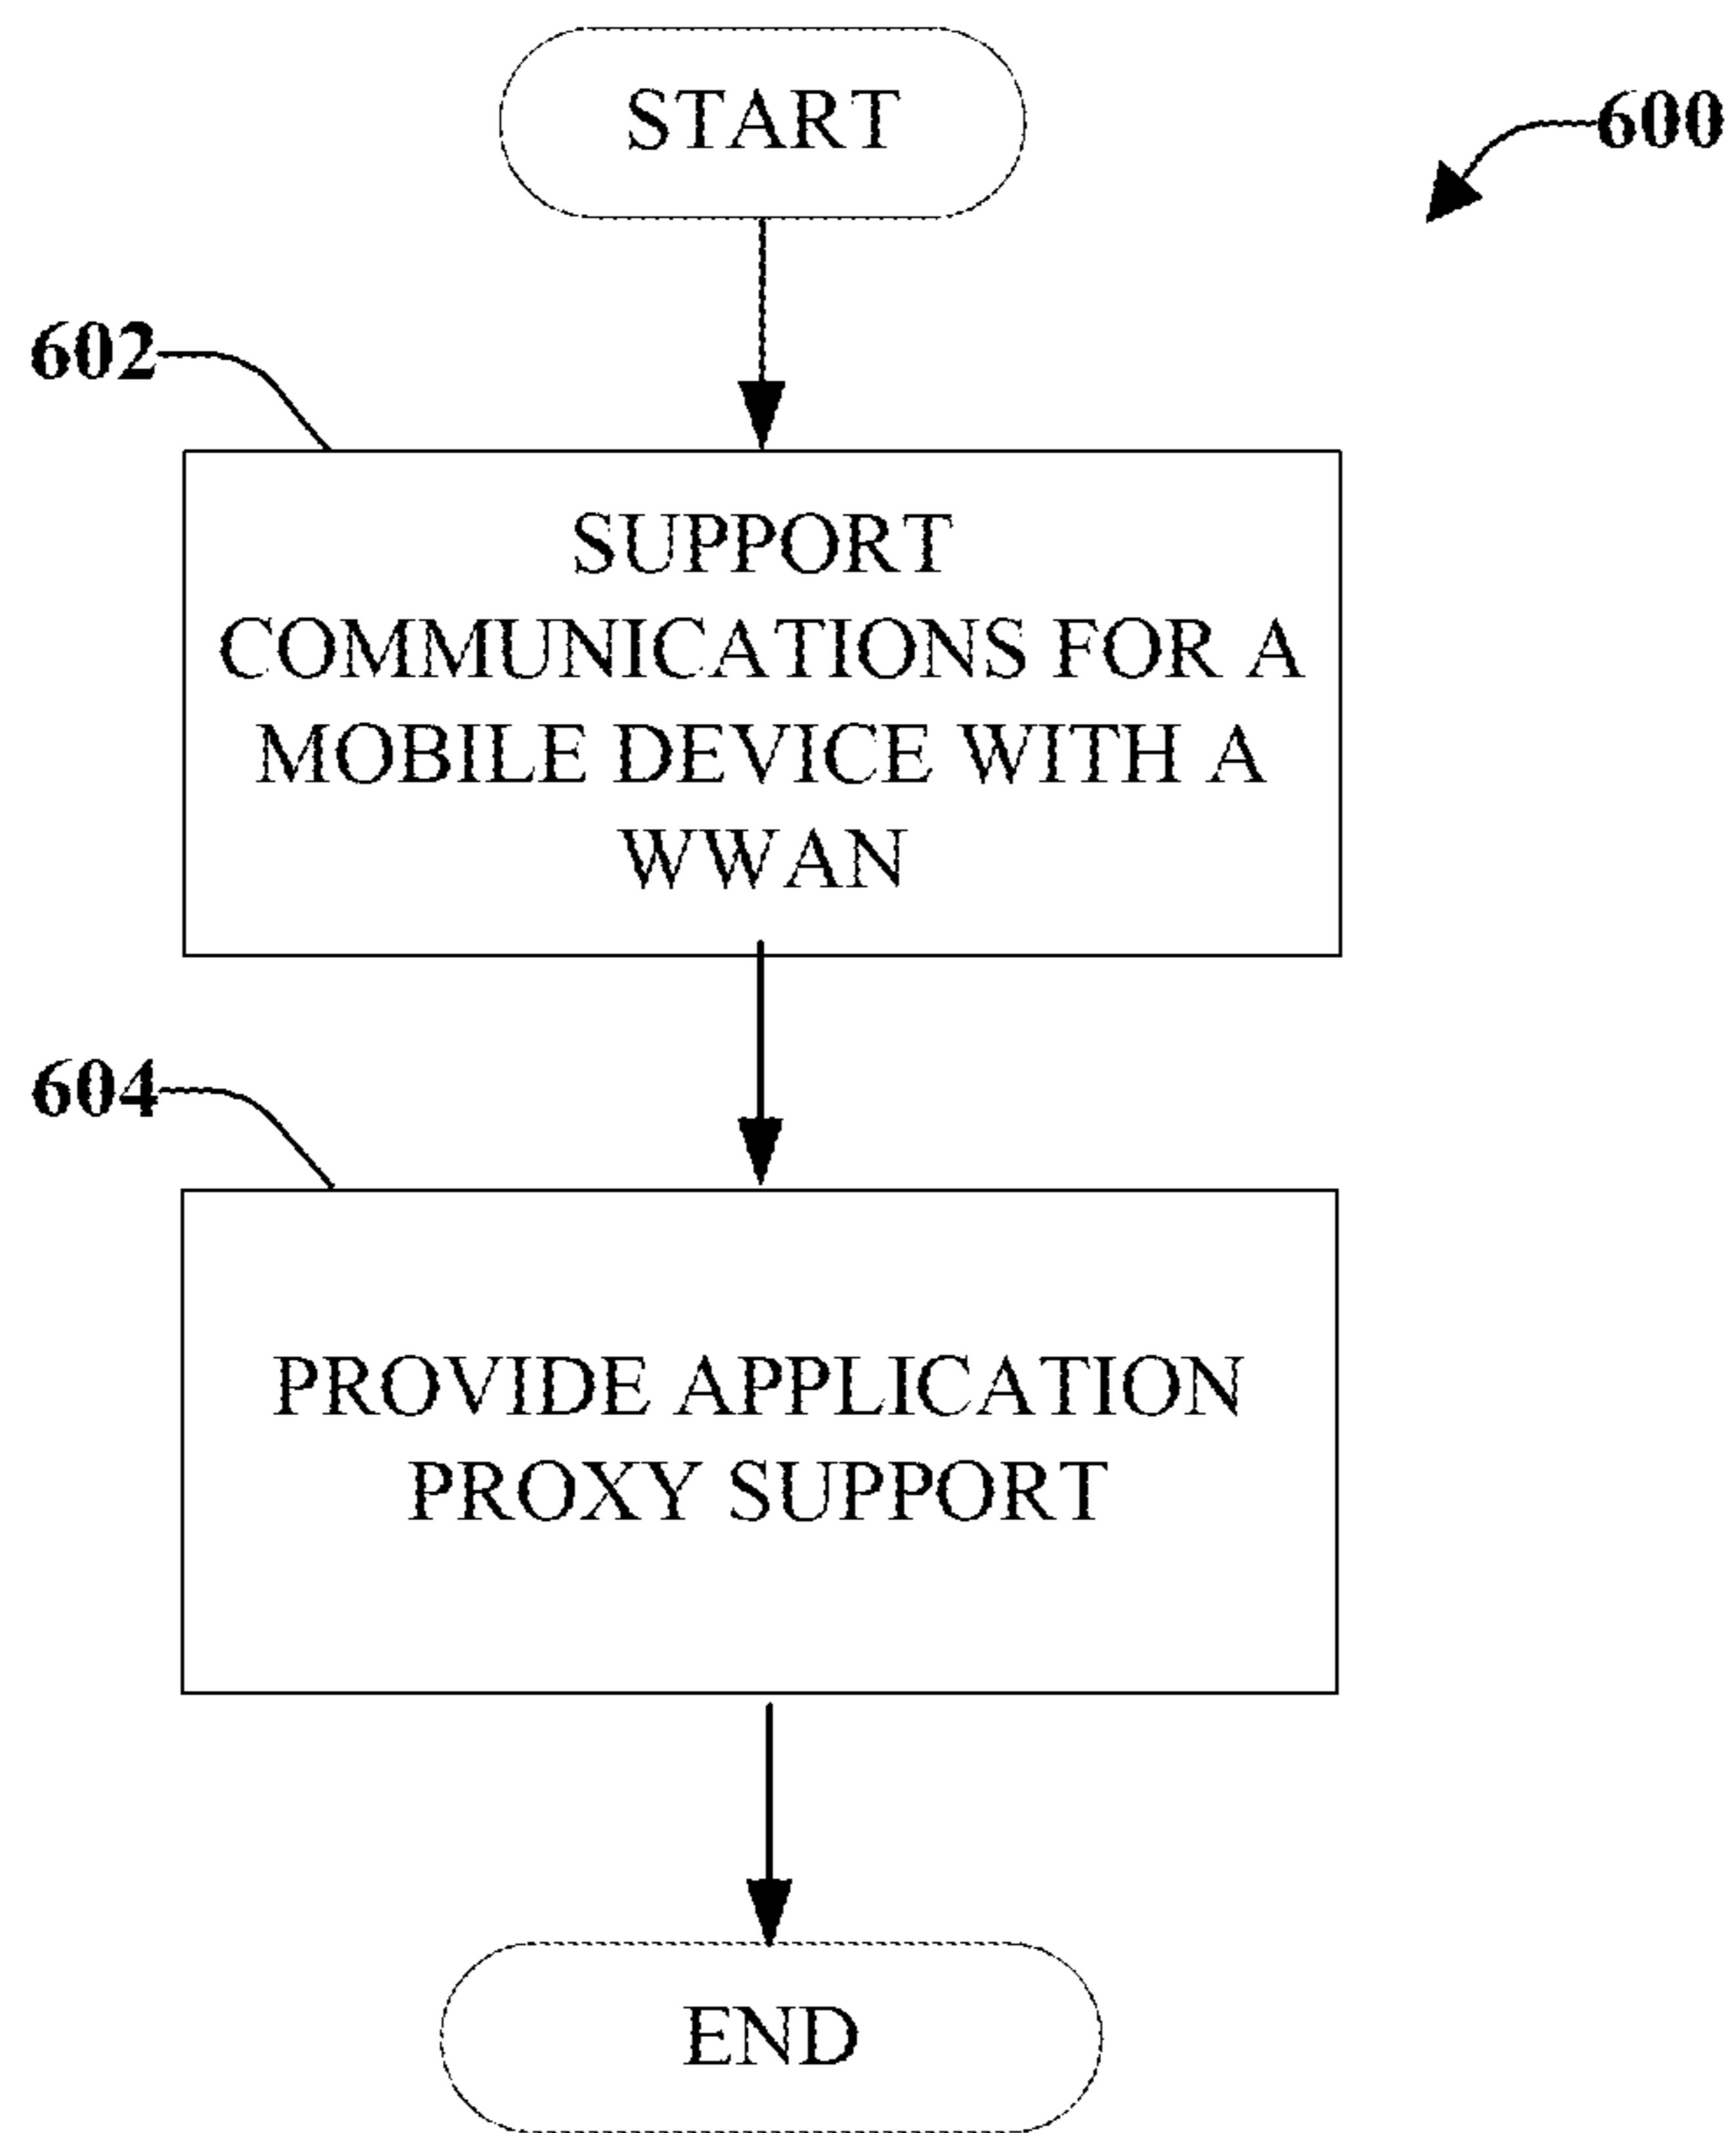 START
600
602
SUPPORT
COMMUNICATIONS FOR A
MOBILE DEVICE WITH A
WWAN
604
PROVIDE APPLICATION
PROXY SUPPORT
END